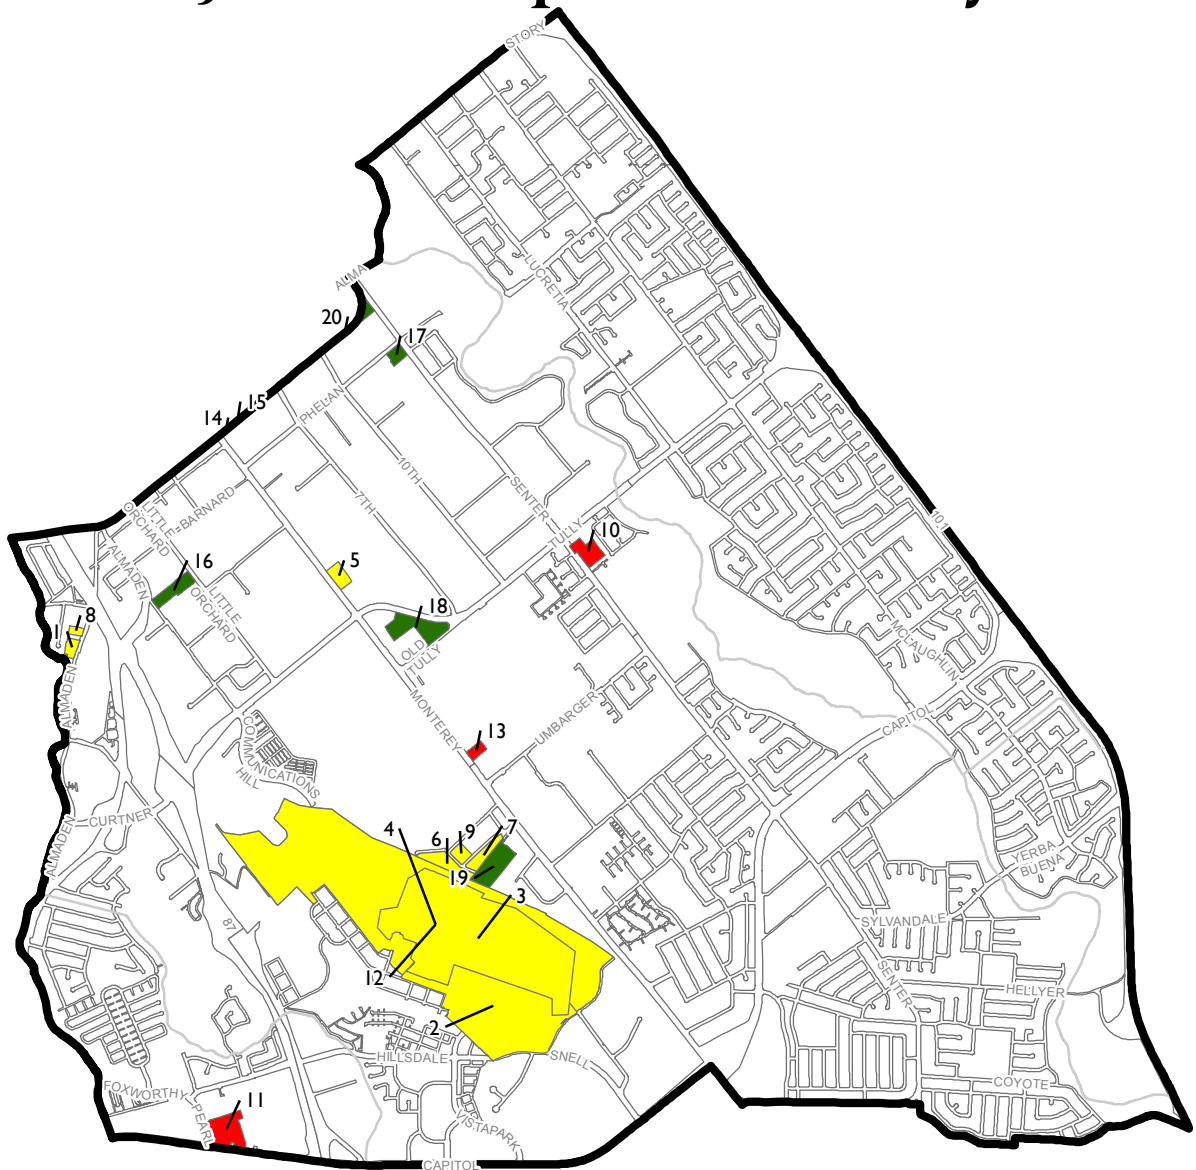 STORY
ALMA
LUCRETIA
20
17
15
14
PHELAN
10TH
7TH
SENTER
TULLY
10
101
LITTLE
ORCHARD
BARNARD
ALMADEN
16
LITTLE
ORCHARD
5
18
OLD
TULLY
8
1
ALMADEN
MCLAUGHLIN
MONTEREY
13
UMBARGER
CAPITOL
COMMUNICATIONS
HILL
CURTNER
ALMADEN
4
6
9
7
19
3
YERBA
BUENA
87
SYLVANDALE
12
2
SENTER
HELLYER
HILLSDALE
SNELL
COYOTE
FOXWORTHY
PEARL
11
VISTAPARK
CAPITOL